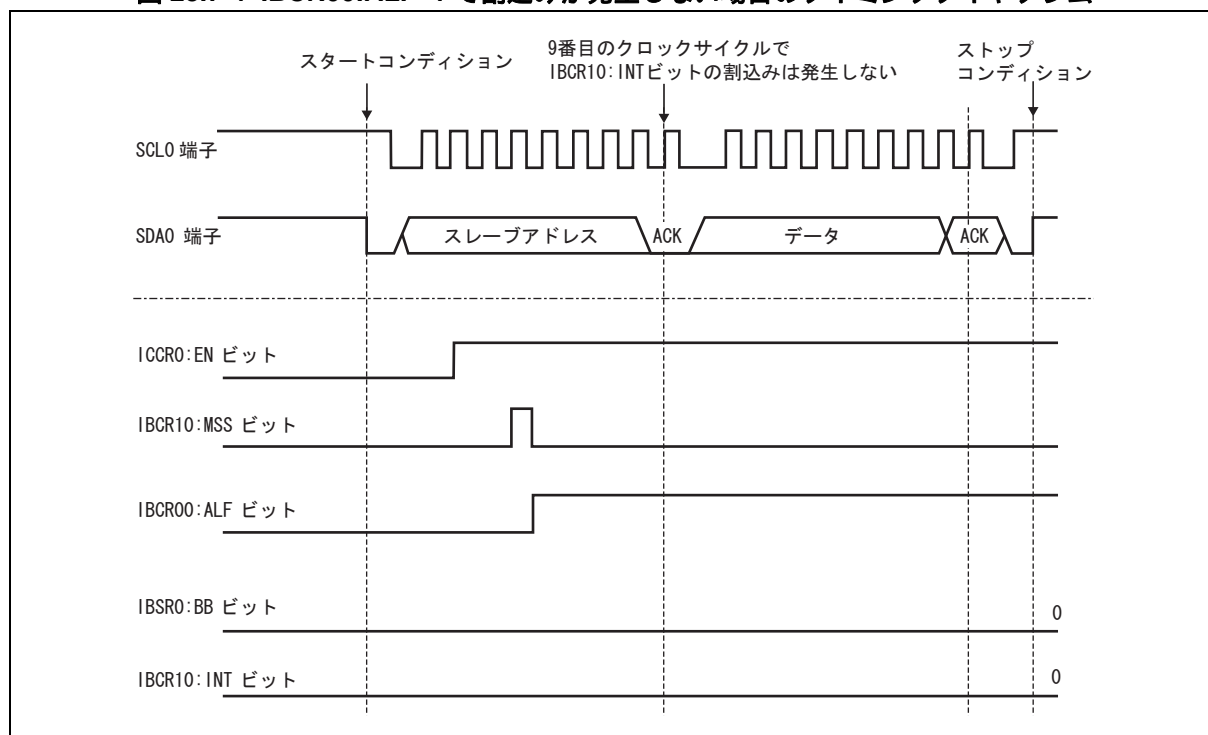 スタートコンディション
9番目のクロックサイクルで
IBCR10:INTビットの割込みは発生しない
ストップ
コンディション
SCL0 端子
SDA0 端子
スレーブアドレス
ACK
データ
ACK
ICCR0:EN ビット
IBCR10:MSS ビット
IBCR00:ALF ビット
IBSR0:BB ビット
0
IBCR10:INT ビット
0